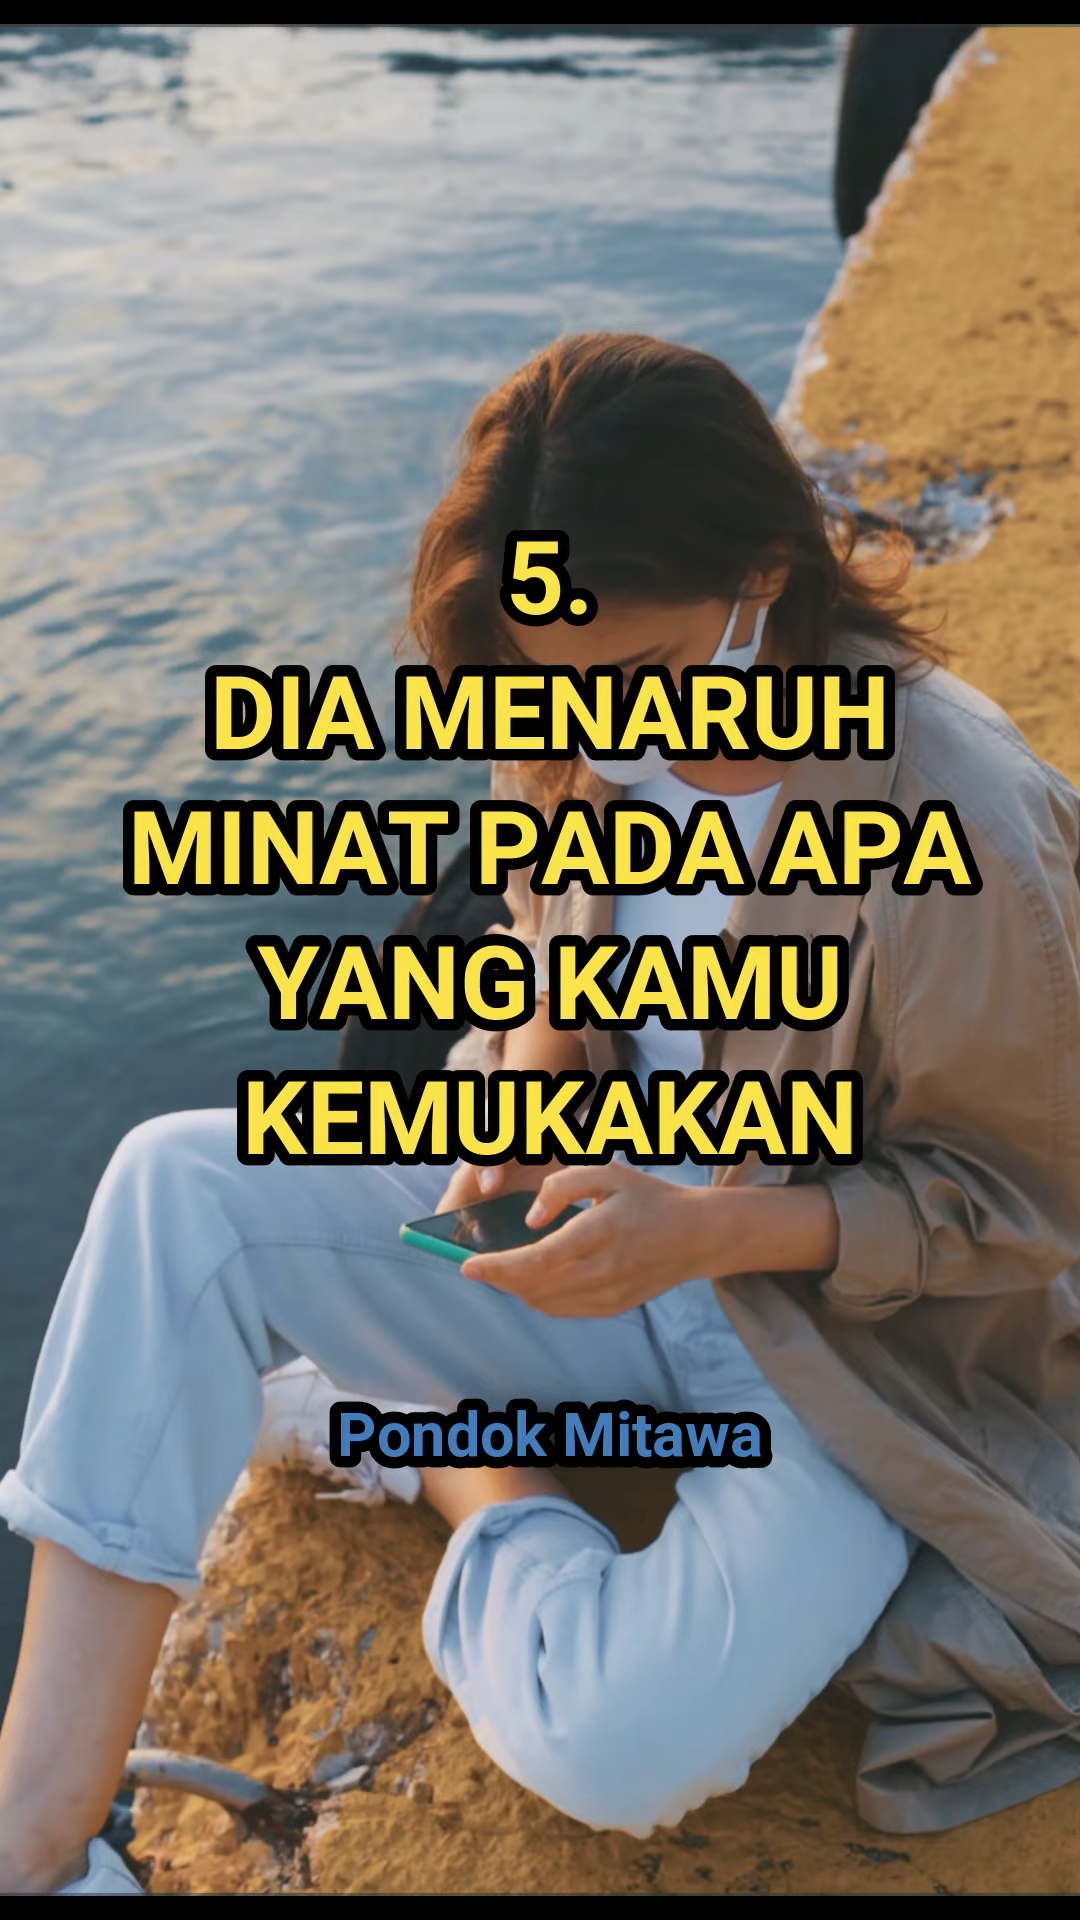 5.
DIA MENARUH
MINAT PADA APA
YANG KAMU
KEMUKAKAN
Pondok Mitawa